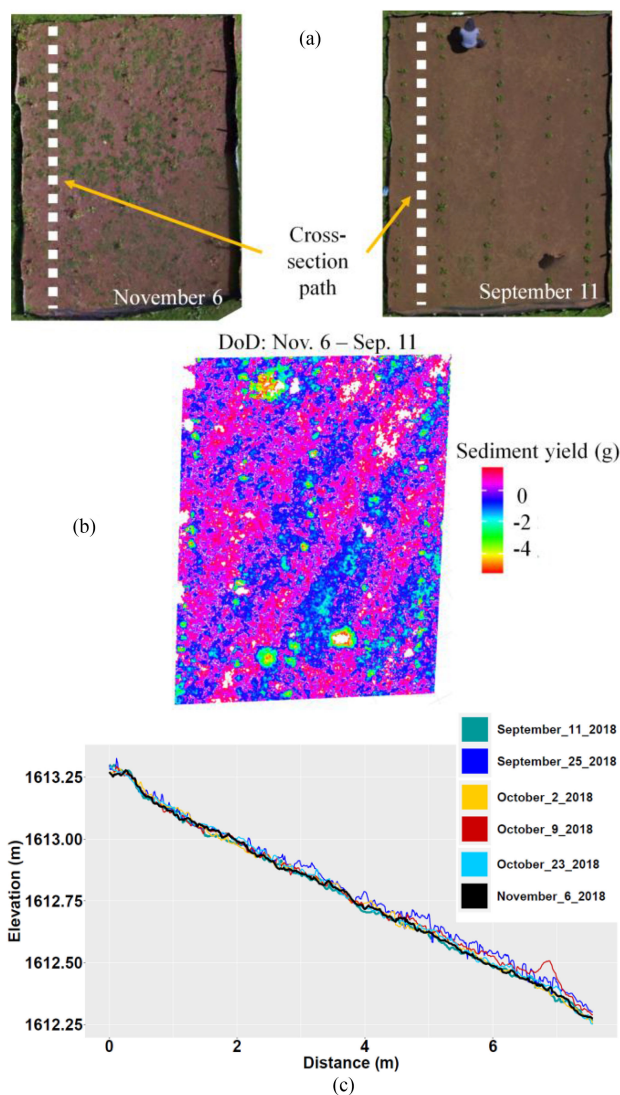 (a)
Cross-
section
path
November 6
September 11
DoD: Nov. 6 – Sep. 11
Sediment yield (g)
0
-2
-4
(b)
September_11_2018
September_25_2018
October_2_2018
October_9_2018
October_23_2018
November_6_2018
1613.25
1613.00
1612.75
1612.50
1612.25
Elevation (m)
0 2 4 6
Distance (m)
(c)